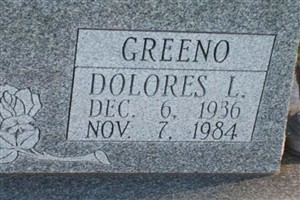 GREENO
DOLORES L.
DEC. 6, 1936
NOV. 7, 1984